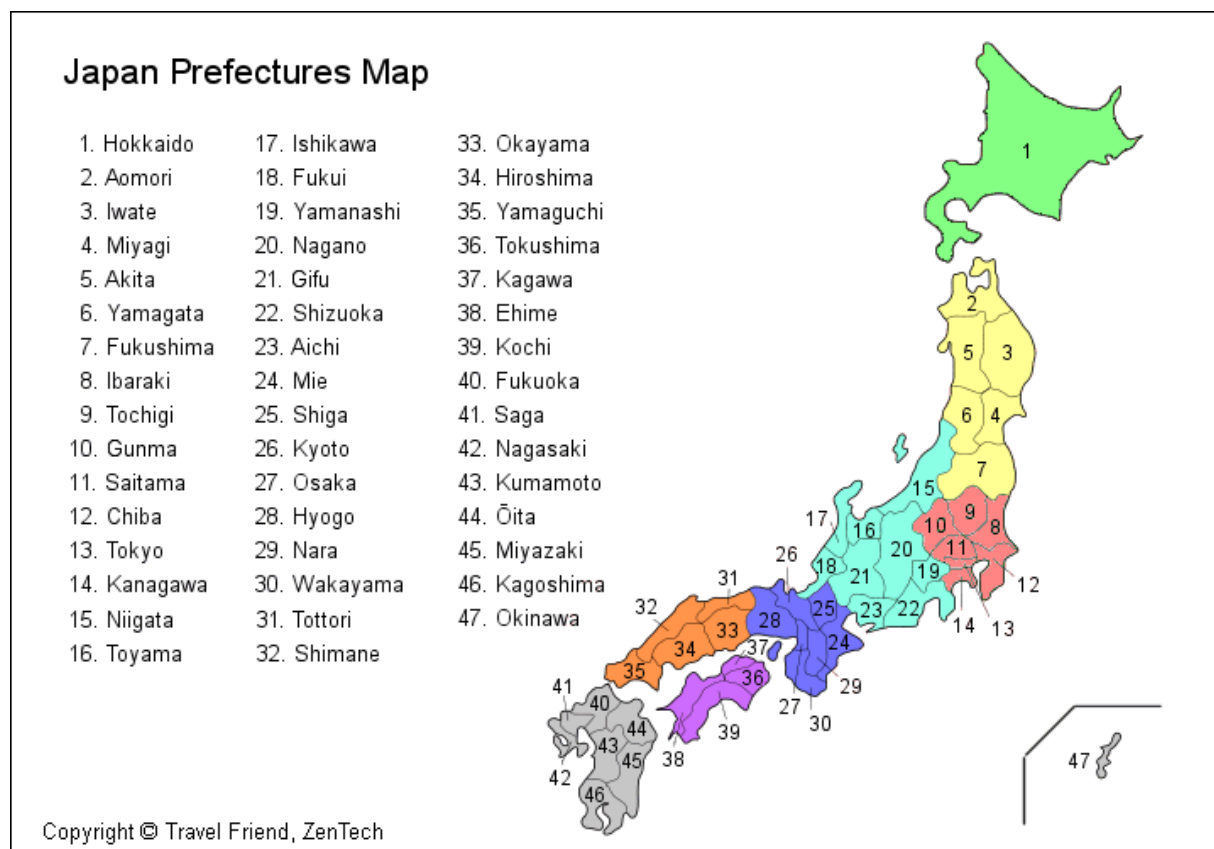 Japan Prefectures Map
1. Hokkaido
2. Aomori
3. Iwate
4. Miyagi
5. Akita
6. Yamagata
7. Fukushima
8. Ibaraki
9. Tochigi
10. Gunma
11. Saitama
12. Chiba
13. Tokyo
14. Kanagawa
15. Niigata
16. Toyama
17. Ishikawa
18. Fukui
19. Yamanashi
20. Nagano
21. Gifu
22. Shizuoka
23. Aichi
24. Mie
25. Shiga
26. Kyoto
27. Osaka
28. Hyogo
29. Nara
30. Wakayama
31. Tottori
32. Shimane
33. Okayama
34. Hiroshima
35. Yamaguchi
36. Tokushima
37. Kagawa
38. Ehime
39. Kochi
40. Fukuoka
41. Saga
42. Nagasaki
43. Kumamoto
44. Ōita
45. Miyazaki
46. Kagoshima
47. Okinawa
1
2
5
3
6
4
7
15
9
10
8
17
16
11
20
26
18
19
21
12
31
32
25
23
22
28
14
13
33
34
24
37
35
36
29
41
40
27
30
44
39
43
38
45
42
47
46
Copyright © Travel Friend, ZenTech